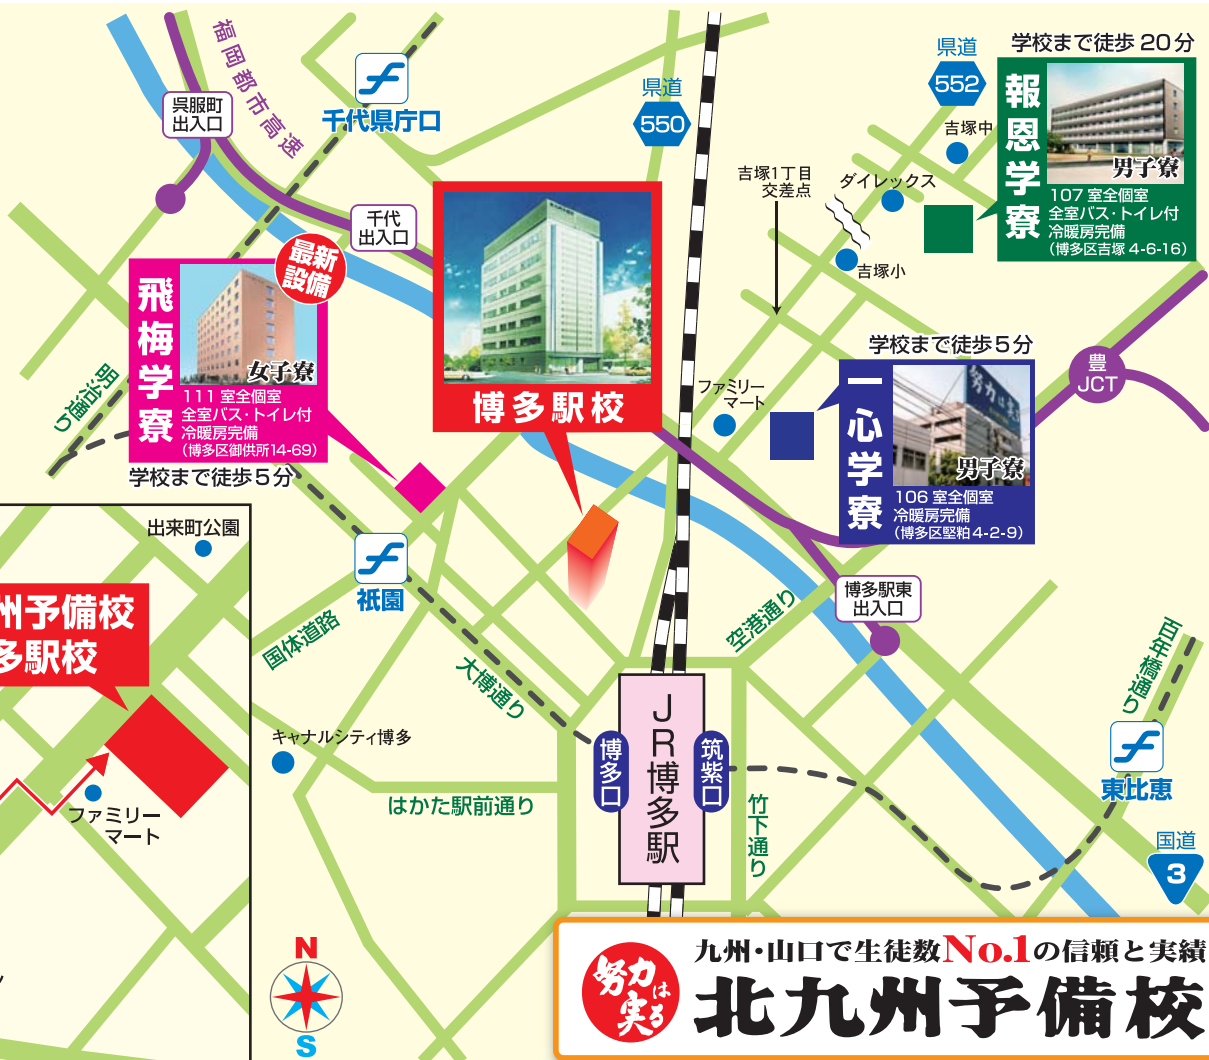 福岡都市高速
呉服町
出入口
千代県庁口
千代
出入口
県道
550
県道
552
学校まで徒歩20分
報恩学寮
男子寮
107室全個室
全室バス・トイレ付
冷暖房完備
(博多区吉塚4-6-16)
吉塚中
ダイレックス
吉塚1丁目
交差点
吉塚小
最新
設備
飛梅学寮
女子寮
111室全個室
全室バス・トイレ付
冷暖房完備
(博多区御供所14-69)
学校まで徒歩5分
明治通り
博多駅校
ファミリー
マート
学校まで徒歩5分
一心学寮
努力は実る
男子寮
106室全個室
冷暖房完備
(博多区堅粕4-2-9)
豊
JCT
出来町公園
州予備校
多駅校
ファミリー
マート
祇園
国体道路
大博通り
キャナルシティ博多
はかた駅前通り
空港通り
博多駅東
出入口
百年橋通り
東比恵
国道
3
JR博多駅
博多口
筑紫口
竹下通り
N
S
努力は実る
九州・山口で生徒数No.1の信頼と実績
北九州予備校